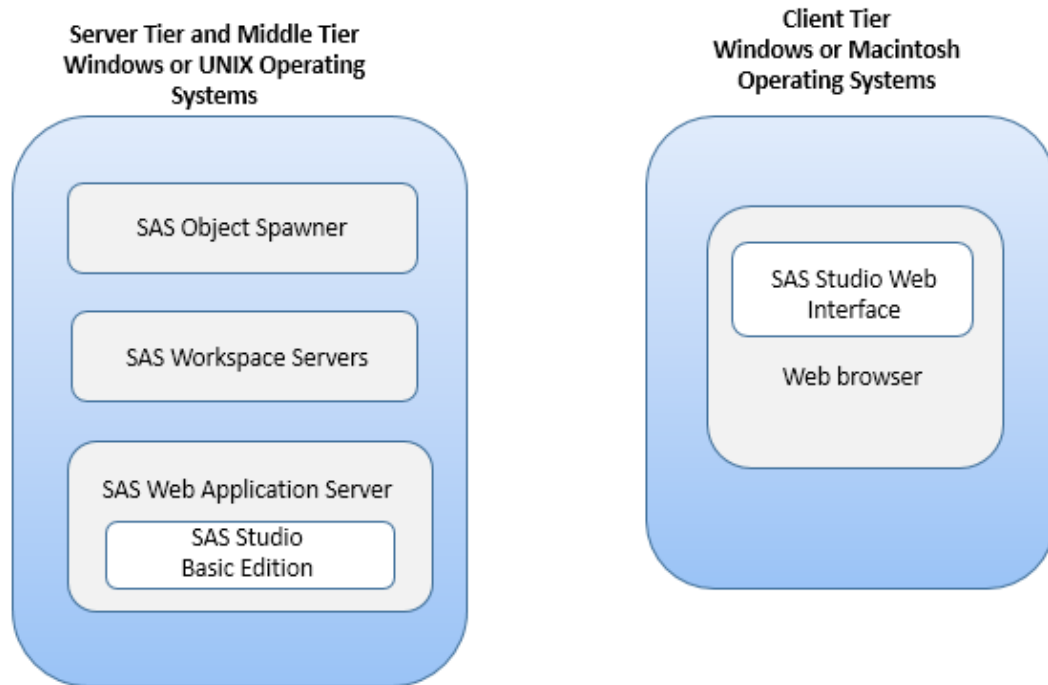 Server Tier and Middle Tier
Windows or UNIX Operating
Systems
SAS Object Spawner
SAS Workspace Servers
SAS Web Application Server
SAS Studio
Basic Edition
Client Tier
Windows or Macintosh
Operating Systems
SAS Studio Web
Interface
Web browser